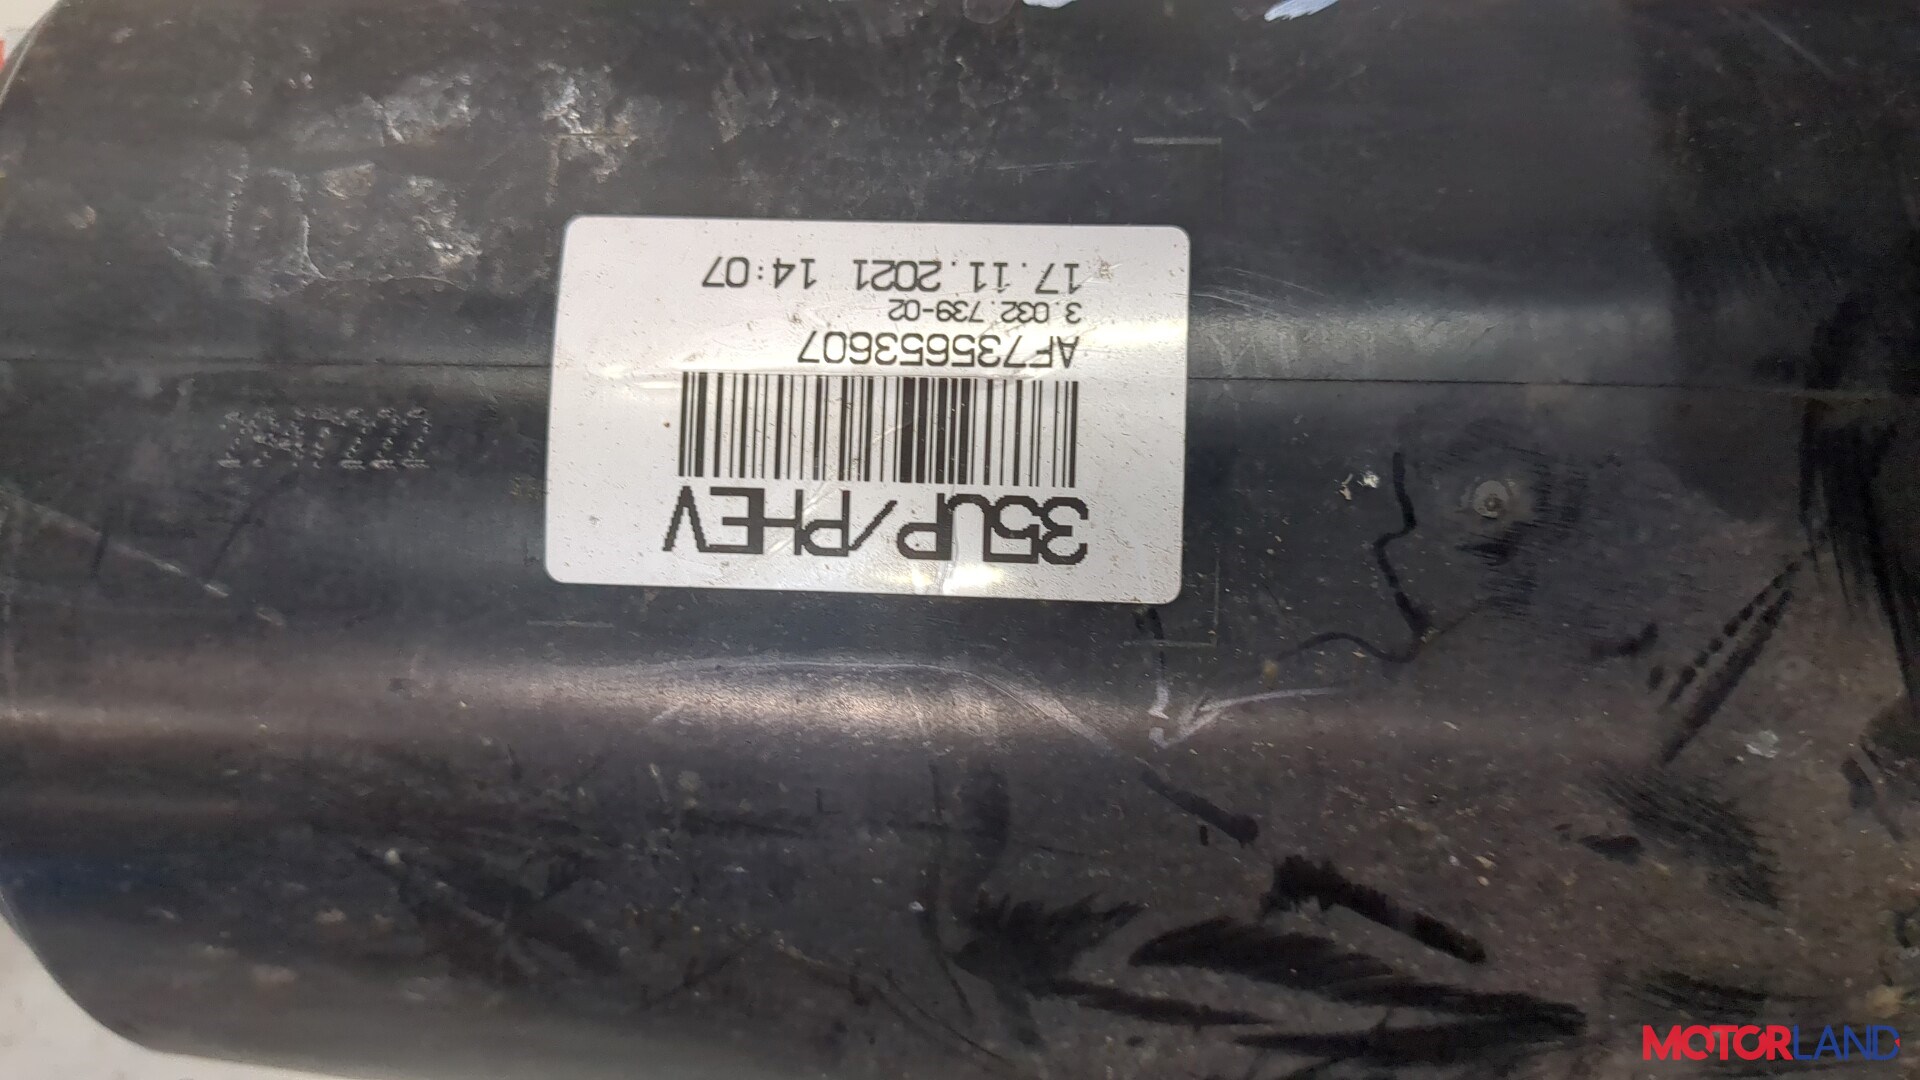 35UP/PHEV
AF735653607
3.032.739-02
17.11.2021 14:07
MOTORLAND